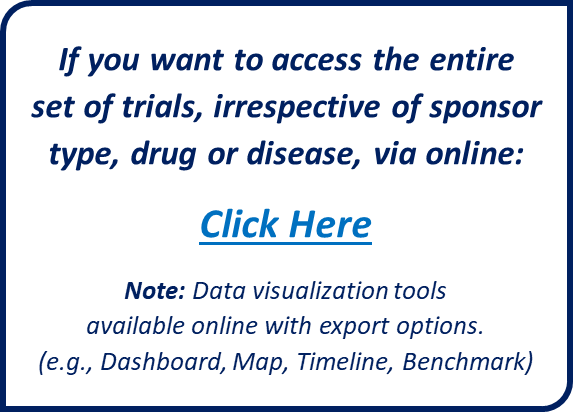 If you want to access the entire
set of trials, irrespective of sponsor
type, drug or disease, via online:
Click Here
Note: Data visualization tools
available online with export options.
(e.g., Dashboard, Map, Timeline, Benchmark)